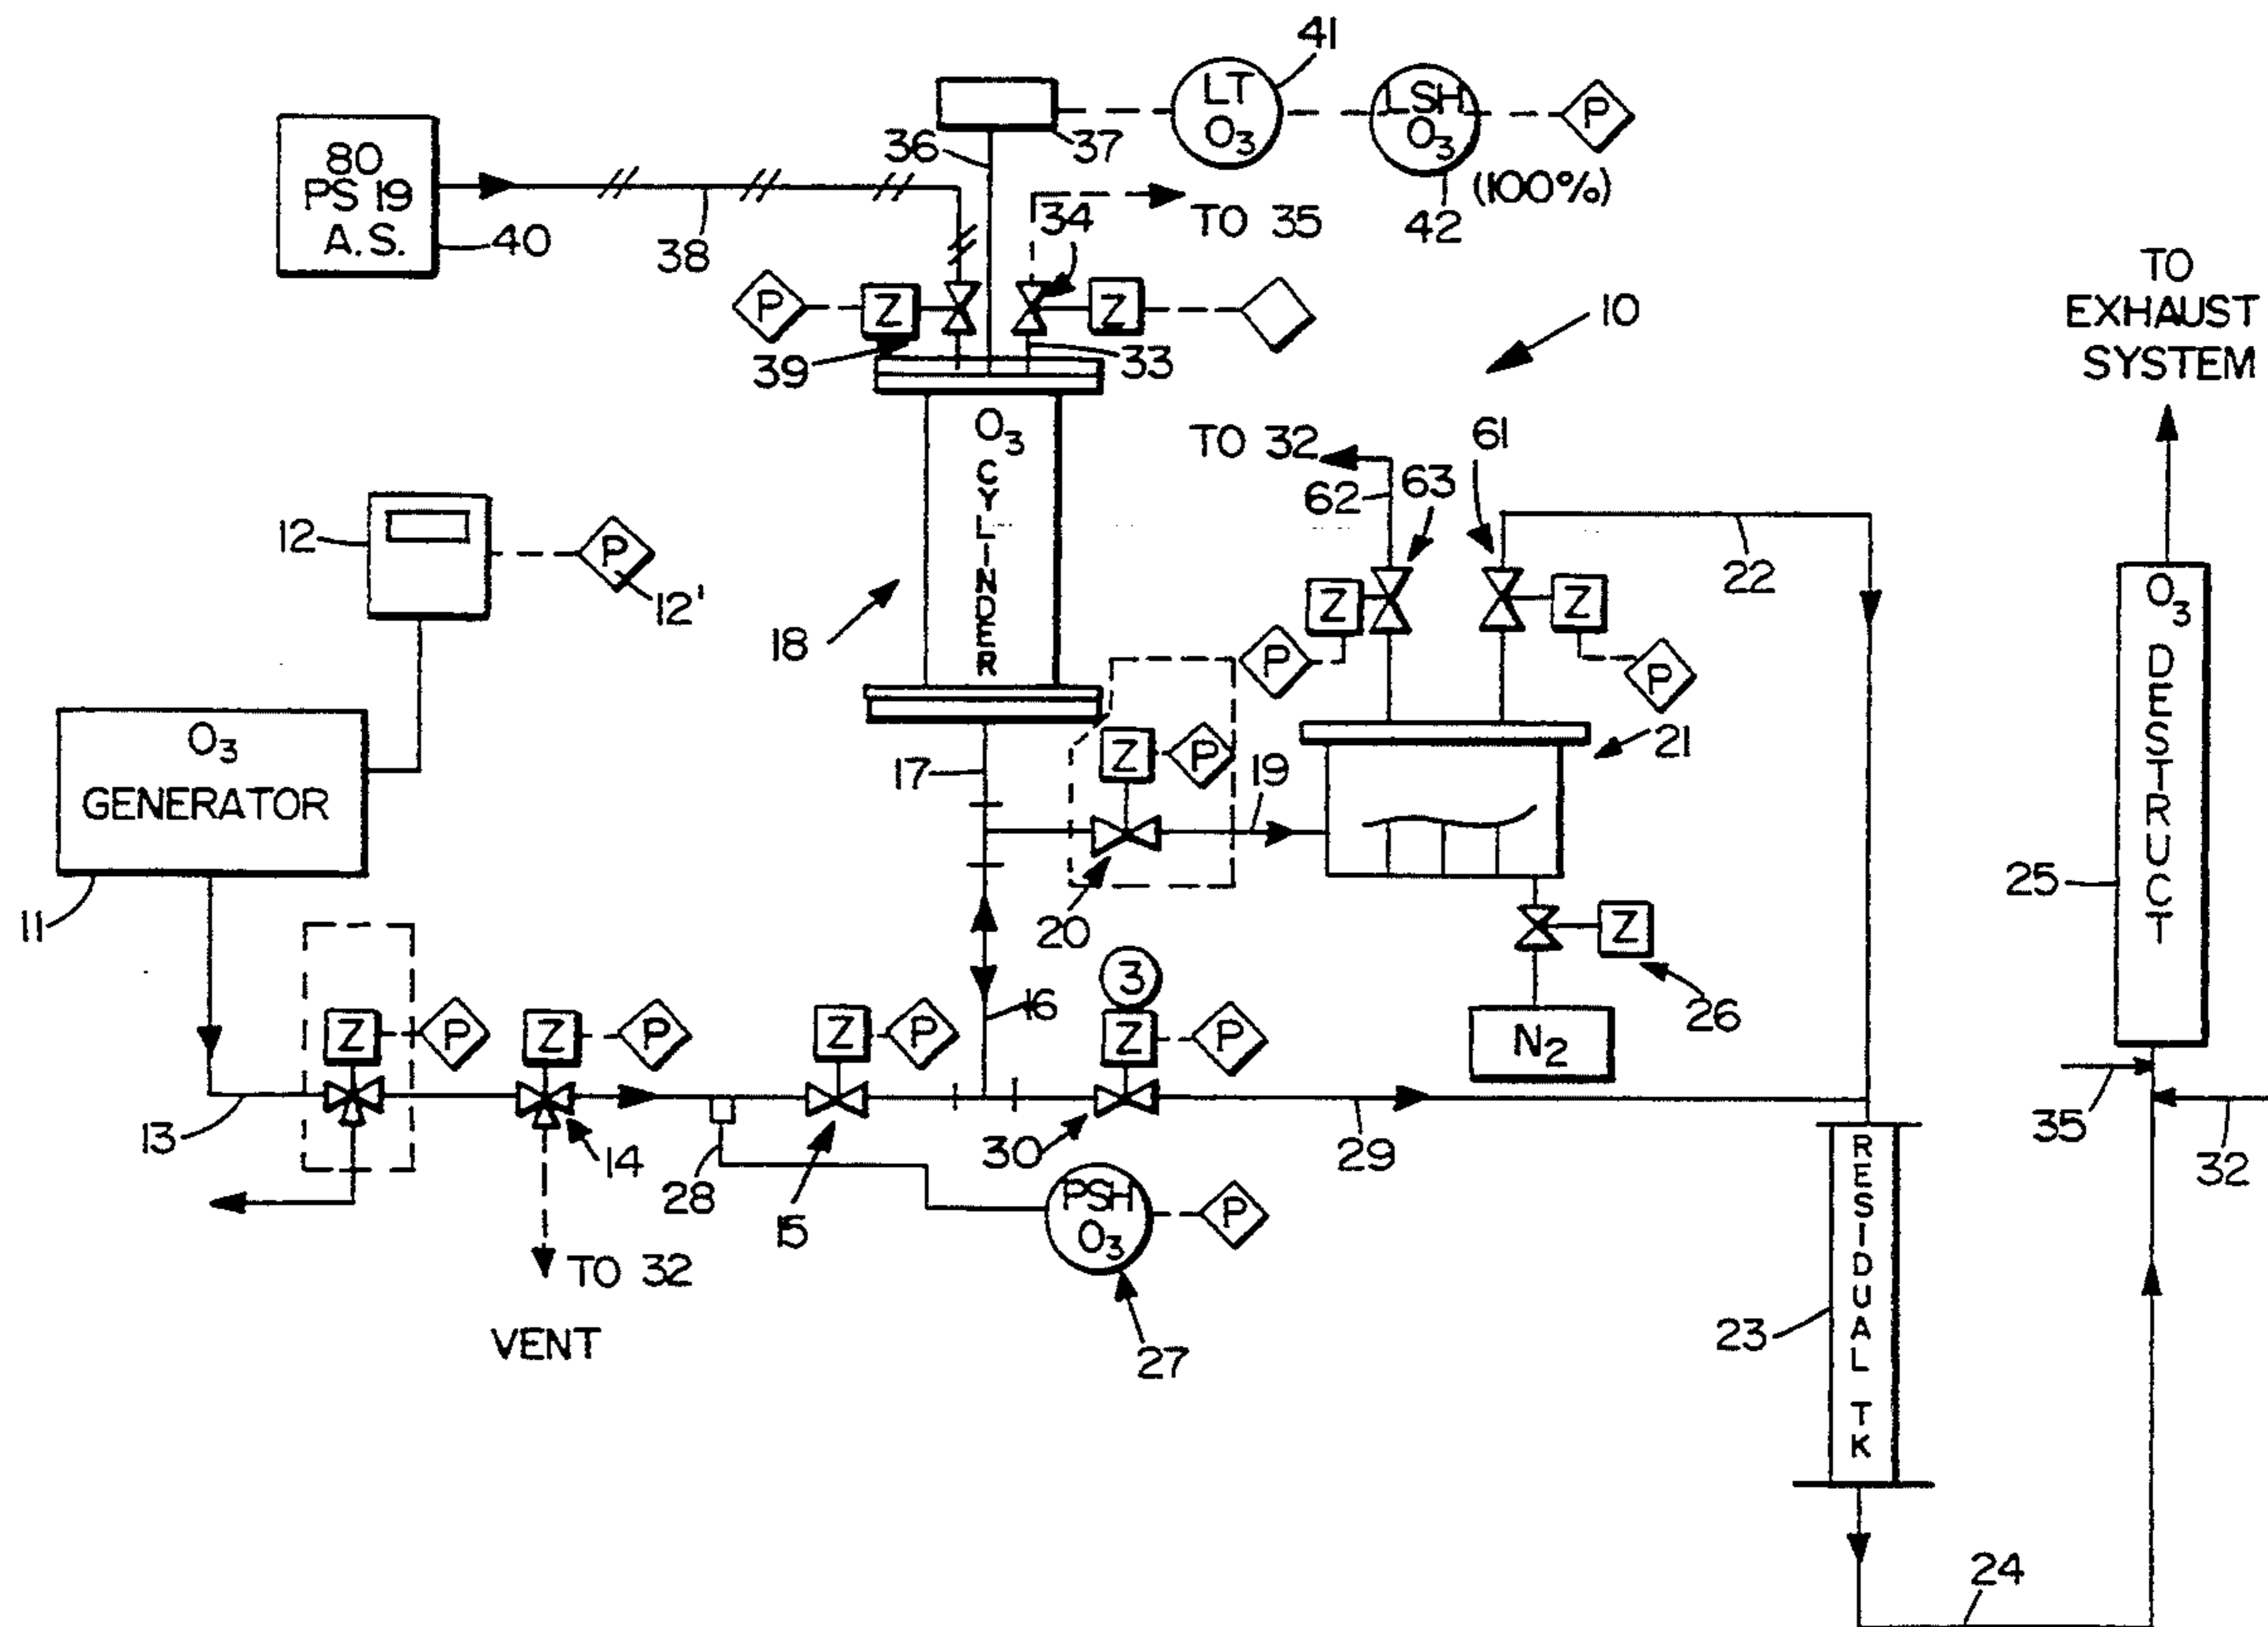 41
LT
O3
LSH
O3
P
36
37
(100%)
42
80
PS 19
A.S.
40
38
34
TO 35
P
Z
Z
39
33
10
TO
EXHAUST
SYSTEM
O3
CYLINDER
18
TO 32
62
63
61
22
12
P
12'
Z
Z
P
P
21
O3
GENERATOR
11
17
Z
P
19
20
O3
DESTRUCT
25
Z
26
N2
3
16
Z
P
Z
P
Z
P
Z
P
13
14
28
15
30
29
35
32
TO 32
VENT
PSH
O3
P
27
RESIDUAL TK
23
24